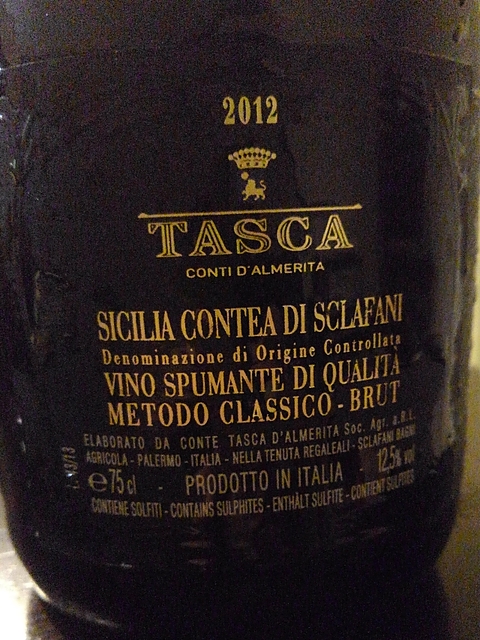 2012
TASCA
CONTI D'ALMERITA
SICILIA CONTEA DI SCLAFANI
Denominazione di Origine Controllata
VINO SPUMANTE DI QUALITÀ
METODO CLASSICO - BRUT
ELABORATO DA CONTE TASCA D'ALMERITA Soc. Agr. a.R.L.
AGRICOLA - PALERMO - ITALIA - NELLA TENUTA REGALEALI - SCLAFANI BAGNI
℮ 75 cl - PRODOTTO IN ITALIA 12,5% vol
CONTIENE SOLFITI - CONTAINS SULPHITES - ENTHÄLT SULFITE - CONTIENT SULFITES